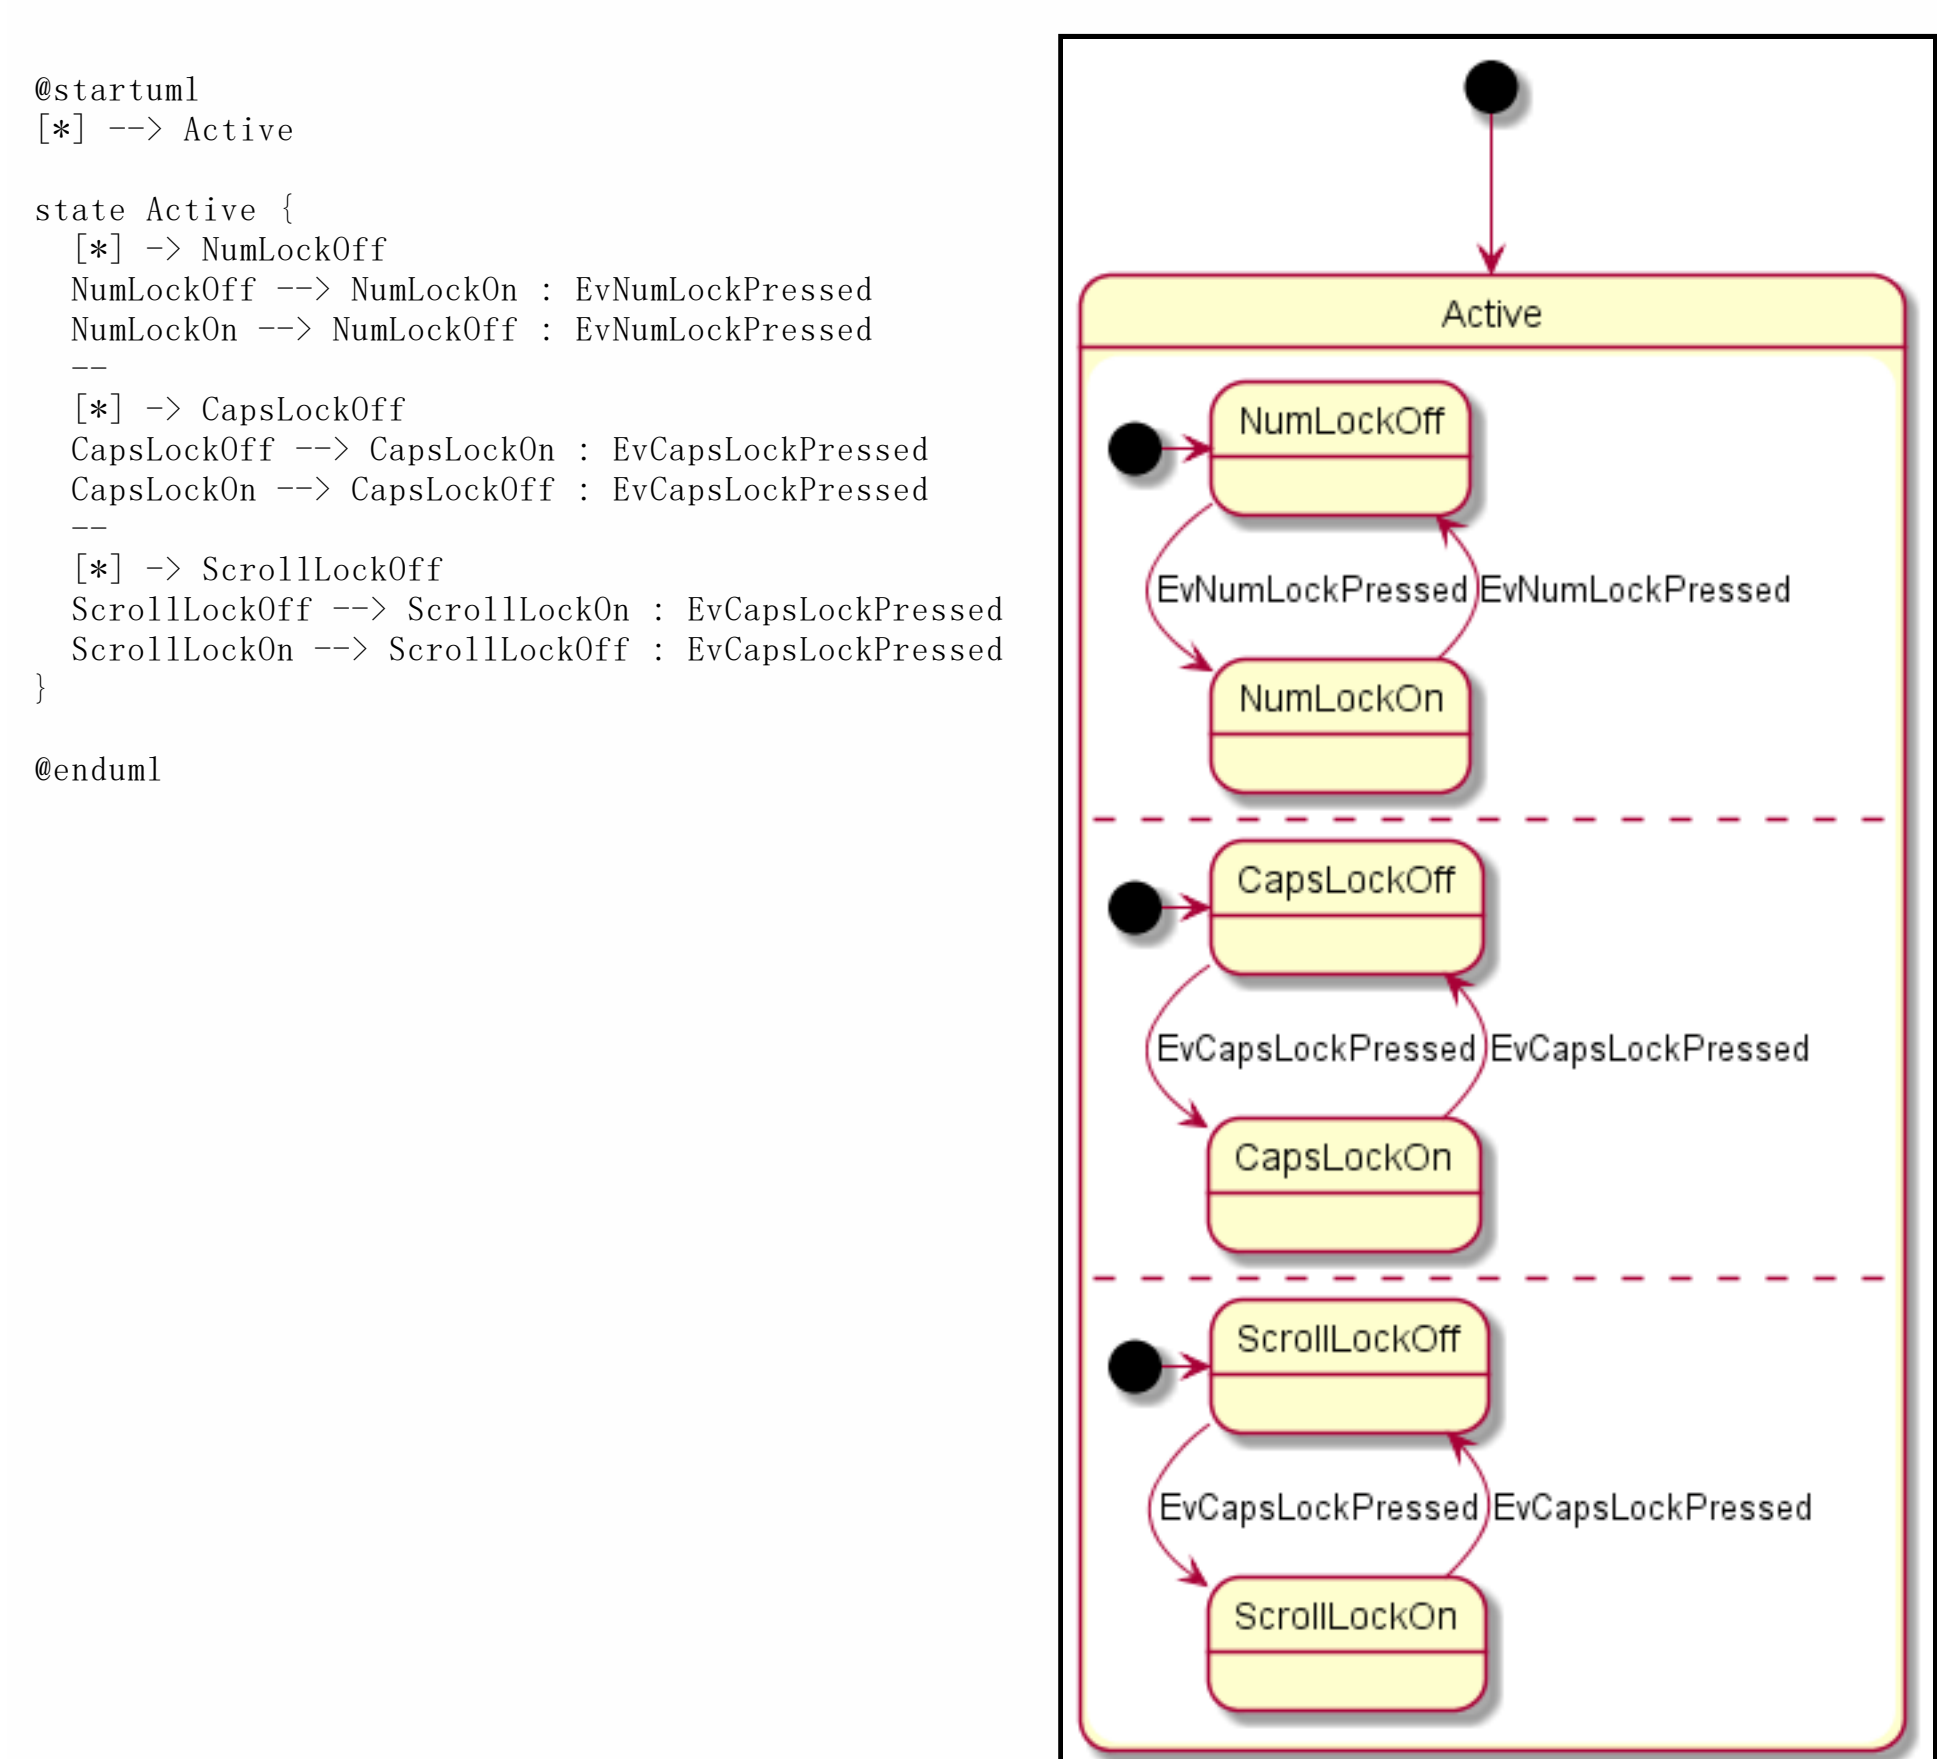 @startuml
[*] --> Active
state Active {
[*] -> NumLockOff
NumLockOff --> NumLockOn : EvNumLockPressed
NumLockOn --> NumLockOff : EvNumLockPressed
--
[*] -> CapsLockOff
CapsLockOff --> CapsLockOn : EvCapsLockPressed
CapsLockOn --> CapsLockOff : EvCapsLockPressed
--
[*] -> ScrollLockOff
ScrollLockOff --> ScrollLockOn : EvCapsLockPressed
ScrollLockOn --> ScrollLockOff : EvCapsLockPressed
}
@enduml
Active
NumLockOff
EvNumLockPressed EvNumLockPressed
NumLockOn
CapsLockOff
EvCapsLockPressed EvCapsLockPressed
CapsLockOn
ScrollLockOff
EvCapsLockPressed EvCapsLockPressed
ScrollLockOn